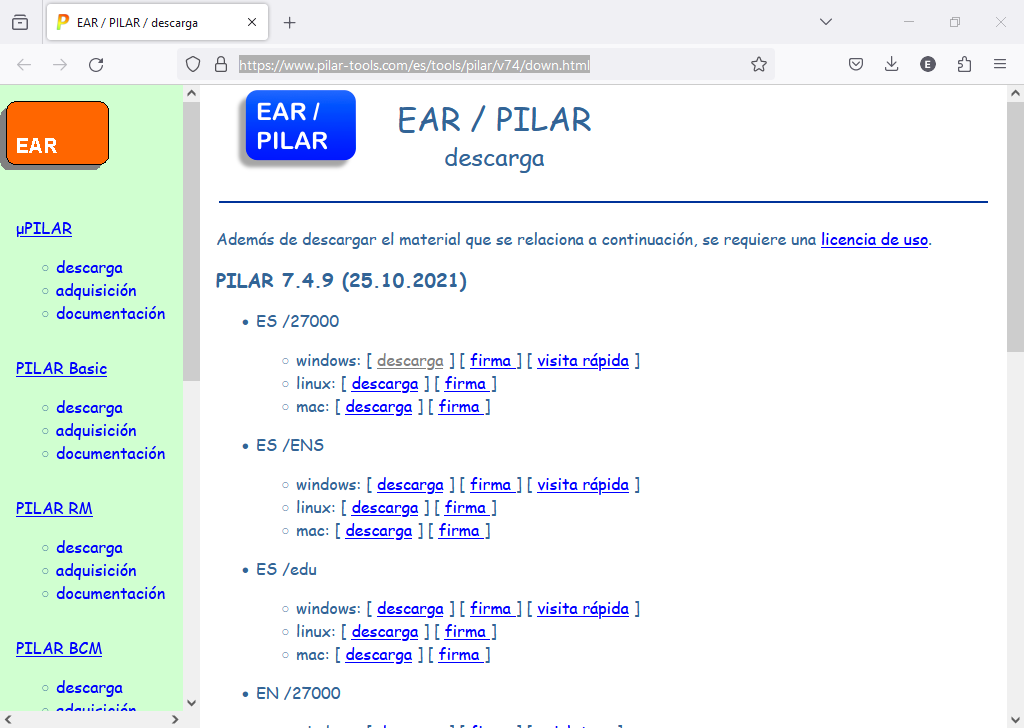 EAR / PILAR / descarga
https://www.pilar-tools.com/es/tools/pilar/v74/down.html
E
EAR
µPILAR
descarga
adquisición
documentación
PILAR Basic
descarga
adquisición
documentación
PILAR RM
descarga
adquisición
documentación
PILAR BCM
descarga
adquisición
EAR /
PILAR
EAR / PILAR
descarga
Además de descargar el material que se relaciona a continuación, se requiere una licencia de uso.
PILAR 7.4.9 (25.10.2021)
ES /27000
windows: [ descarga ] [ firma ] [ visita rápida ]
linux: [ descarga ] [ firma ]
mac: [ descarga ] [ firma ]
ES /ENS
windows: [ descarga ] [ firma ] [ visita rápida ]
linux: [ descarga ] [ firma ]
mac: [ descarga ] [ firma ]
ES /edu
windows: [ descarga ] [ firma ] [ visita rápida ]
linux: [ descarga ] [ firma ]
mac: [ descarga ] [ firma ]
EN /27000